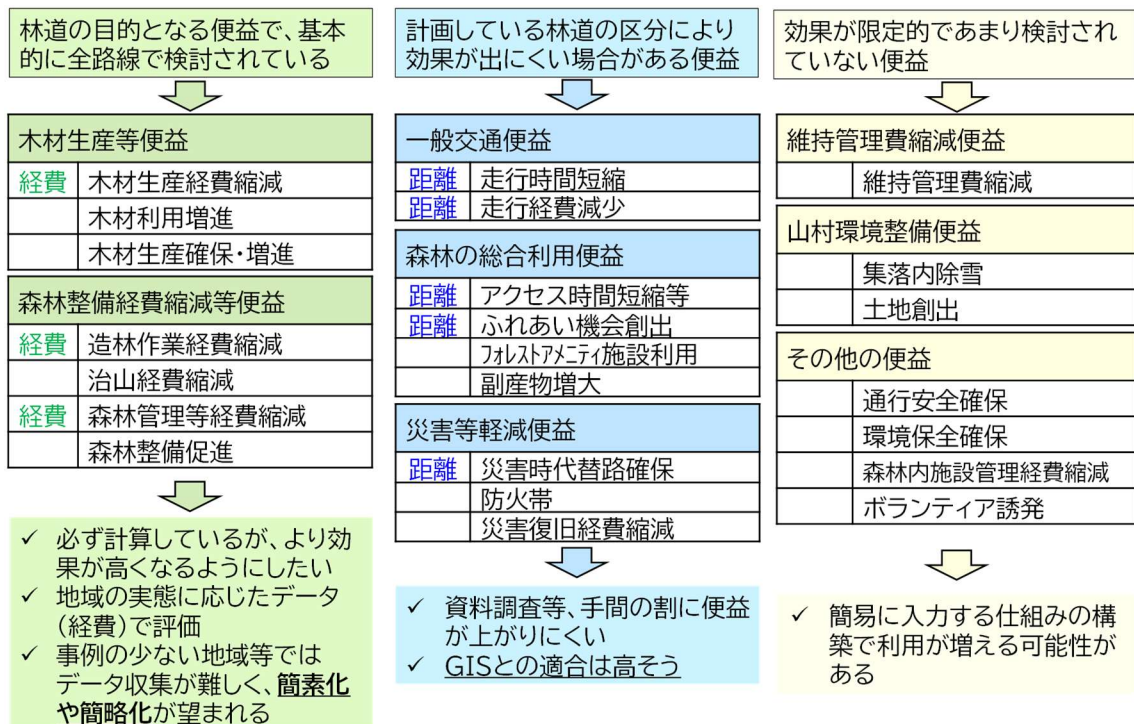 林道の目的となる便益で、基本
的に全路線で検討されている
木材生産等便益
経費 木材生産経費縮減
木材利用増進
木材生産確保・増進
森林整備経費縮減等便益
経費 造林作業経費縮減
治山経費縮減
経費 森林管理等経費縮減
森林整備促進
✓ 必ず計算しているが、より効
果が高くなるようにしたい
✓ 地域の実態に応じたデータ
(経費)で評価
✓ 事例の少ない地域等では
データ収集が難しく、簡素化
や簡略化が望まれる
計画している林道の区分により
効果が出にくい場合がある便益
一般交通便益
距離 走行時間短縮
距離 走行経費減少
森林の総合利用便益
距離 アクセス時間短縮等
距離 ふれあい機会創出
フォレストアメニティ施設利用
副産物増大
災害等軽減便益
距離 災害時代替路確保
防火帯
災害復旧経費縮減
✓ 資料調査等、手間の割に便益
が上がりにくい
✓ GISとの適合は高そう
効果が限定的であまり検討され
ていない便益
維持管理費縮減便益
維持管理費縮減
山村環境整備便益
集落内除雪
土地創出
その他の便益
通行安全確保
環境保全確保
森林内施設管理経費縮減
ボランティア誘発
✓ 簡易に入力する仕組みの構
築で利用が増える可能性が
ある